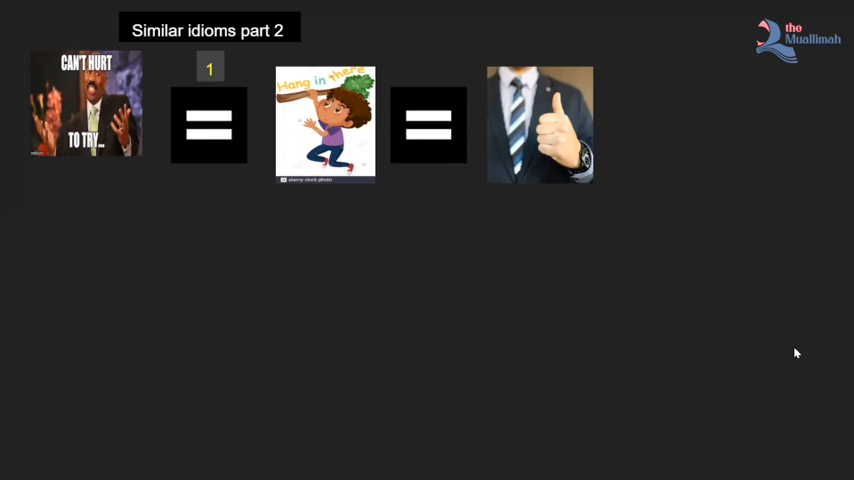 Similar idioms part 2
the
Muallimah
CAN'T HURT
TO TRY...
1
Hang in there
alamy stock photo